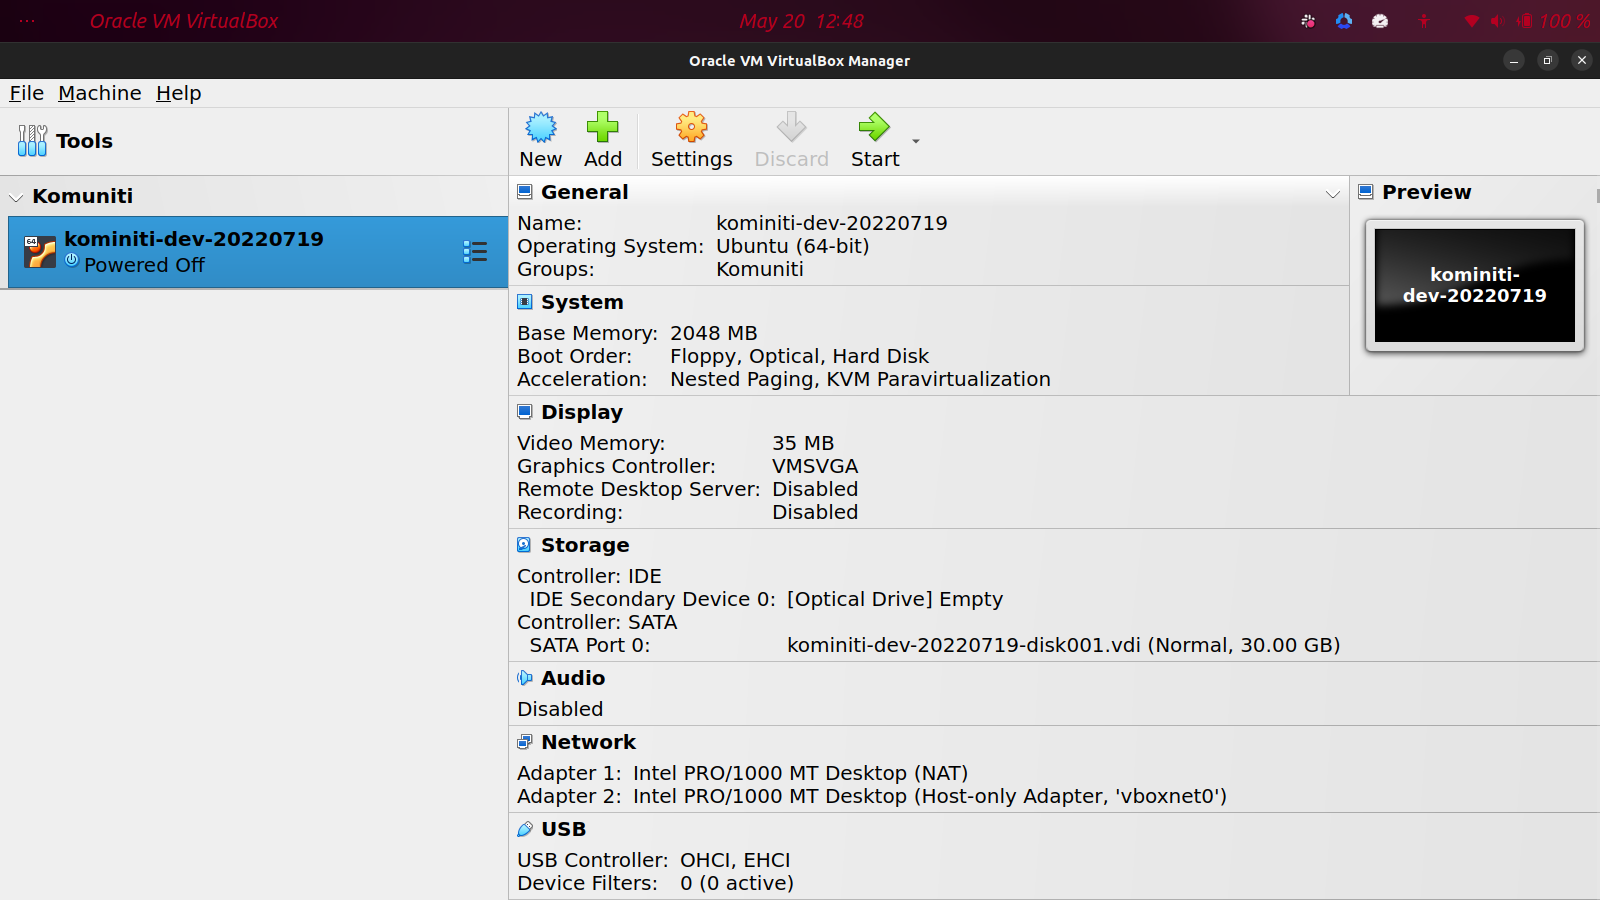 Oracle VM VirtualBox
May 20 12:48
100 %
Oracle VM VirtualBox Manager
File Machine Help
Tools
New Add Settings Discard Start
Komuniti
64
kominiti-dev-20220719
Powered Off
General
Name: kominiti-dev-20220719
Operating System: Ubuntu (64-bit)
Groups: Komuniti
Preview
kominiti-
dev-20220719
System
Base Memory: 2048 MB
Boot Order: Floppy, Optical, Hard Disk
Acceleration: Nested Paging, KVM Paravirtualization
Display
Video Memory: 35 MB
Graphics Controller: VMSVGA
Remote Desktop Server: Disabled
Recording: Disabled
Storage
Controller: IDE
IDE Secondary Device 0: [Optical Drive] Empty
Controller: SATA
SATA Port 0: kominiti-dev-20220719-disk001.vdi (Normal, 30.00 GB)
Audio
Disabled
Network
Adapter 1: Intel PRO/1000 MT Desktop (NAT)
Adapter 2: Intel PRO/1000 MT Desktop (Host-only Adapter, 'vboxnet0')
USB
USB Controller: OHCI, EHCI
Device Filters: 0 (0 active)